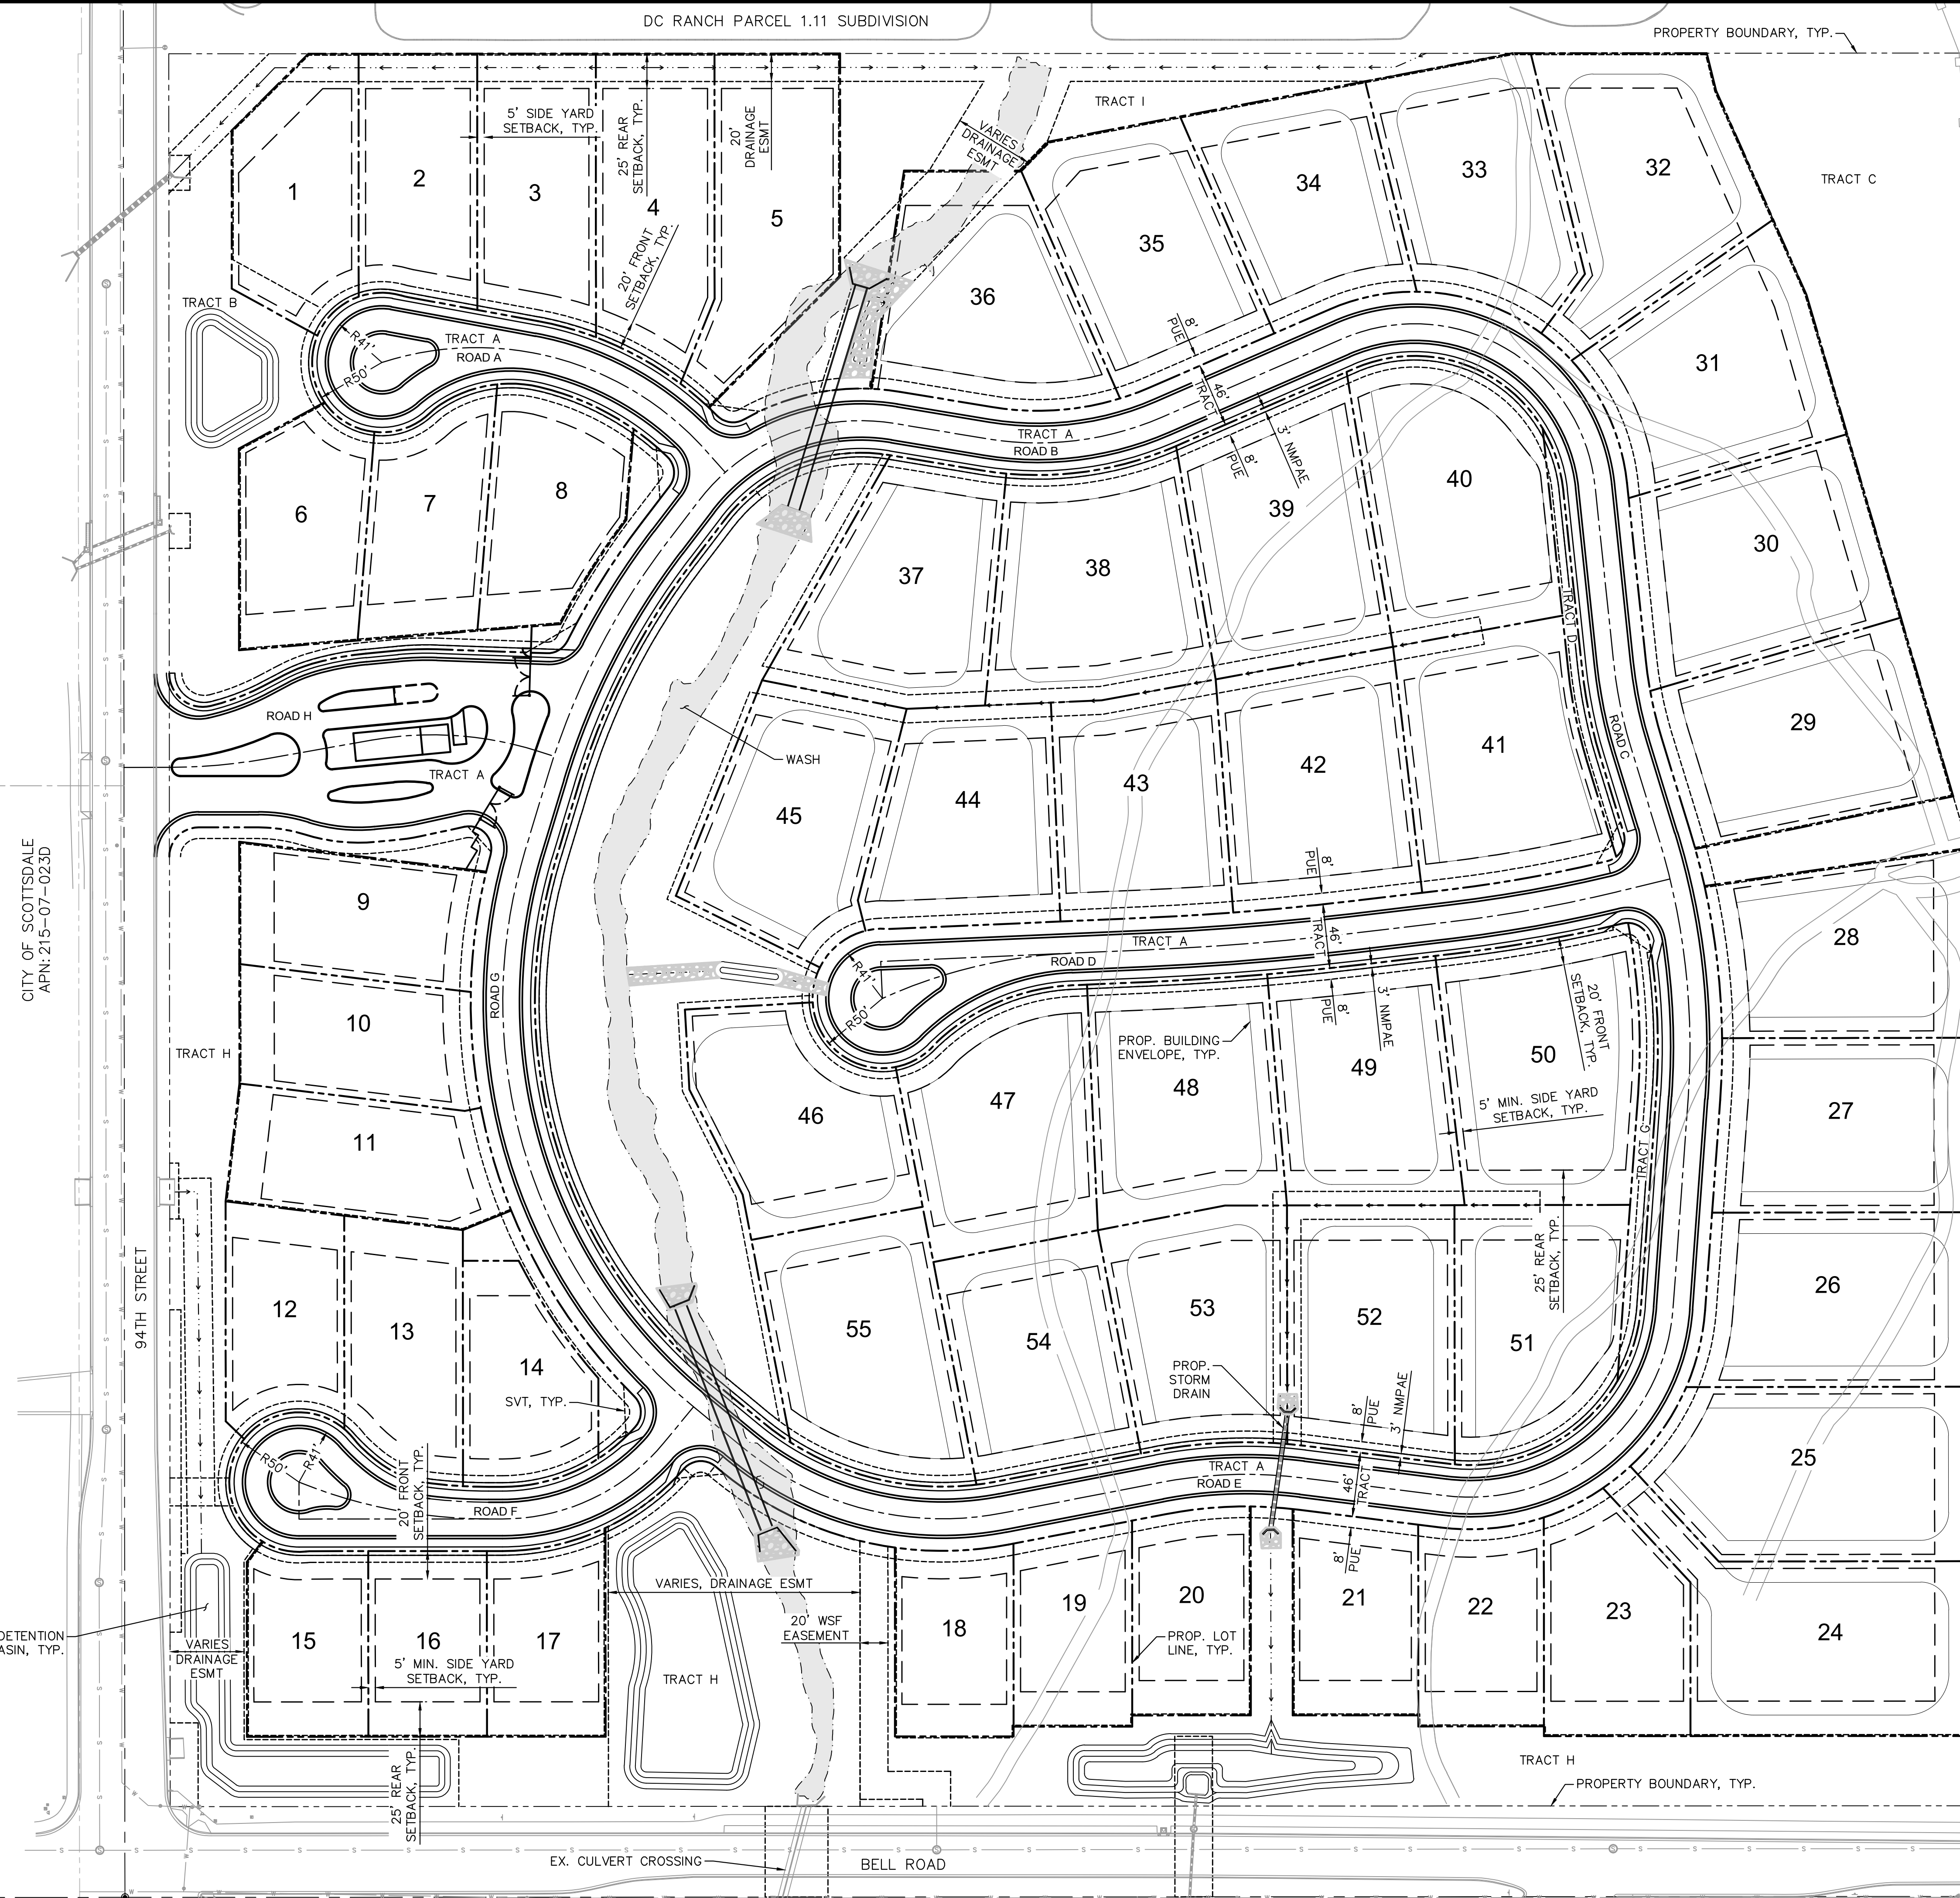 DC RANCH PARCEL 1.11 SUBDIVISION
PROPERTY BOUNDARY, TYP.
TRACT I
TRACT C
5' SIDE YARD
SETBACK, TYP.
25' REAR
SETBACK, TYP.
20'
DRAINAGE
ESMT
VARIES
DRAINAGE
ESMT
1
2
3
4
5
20' FRONT
SETBACK, TYP.
32
33
34
35
36
31
TRACT B
R41'
R50'
TRACT A
ROAD A
8'
PUE
46'
TRACT
TRACT A
ROAD B
8'
PUE
3' NMPAE
6
7
8
37
38
39
40
30
TRACT D
ROAD C
29
ROAD H
TRACT A
WASH
45
44
43
42
41
CITY OF SCOTTSDALE
APN: 215-07-023D
8'
PUE
9
28
TRACT A
ROAD D
46'
TRACT
R41'
R50'
8'
PUE
3' NMPAE
20' FRONT
SETBACK, TYP.
ROAD G
10
TRACT H
PROP. BUILDING
ENVELOPE, TYP.
46
47
48
49
50
5' MIN. SIDE YARD
SETBACK, TYP.
27
11
TRACT G
25' REAR
SETBACK, TYP.
94TH STREET
26
12
13
14
55
54
53
52
51
SVT, TYP.
PROP.
STORM
DRAIN
8'
PUE
3' NMPAE
25
R50'
R41'
20' FRONT
SETBACK, TYP.
ROAD F
TRACT A
ROAD E
46'
TRACT
8'
PUE
VARIES, DRAINAGE ESMT
20' WSF
EASEMENT
DETENTION
BASIN, TYP.
VARIES
DRAINAGE
ESMT
15
16
17
18
19
20
21
22
23
24
5' MIN. SIDE YARD
SETBACK, TYP.
TRACT H
PROP. LOT
LINE, TYP.
25' REAR
SETBACK, TYP.
TRACT H
PROPERTY BOUNDARY, TYP.
EX. CULVERT CROSSING
BELL ROAD